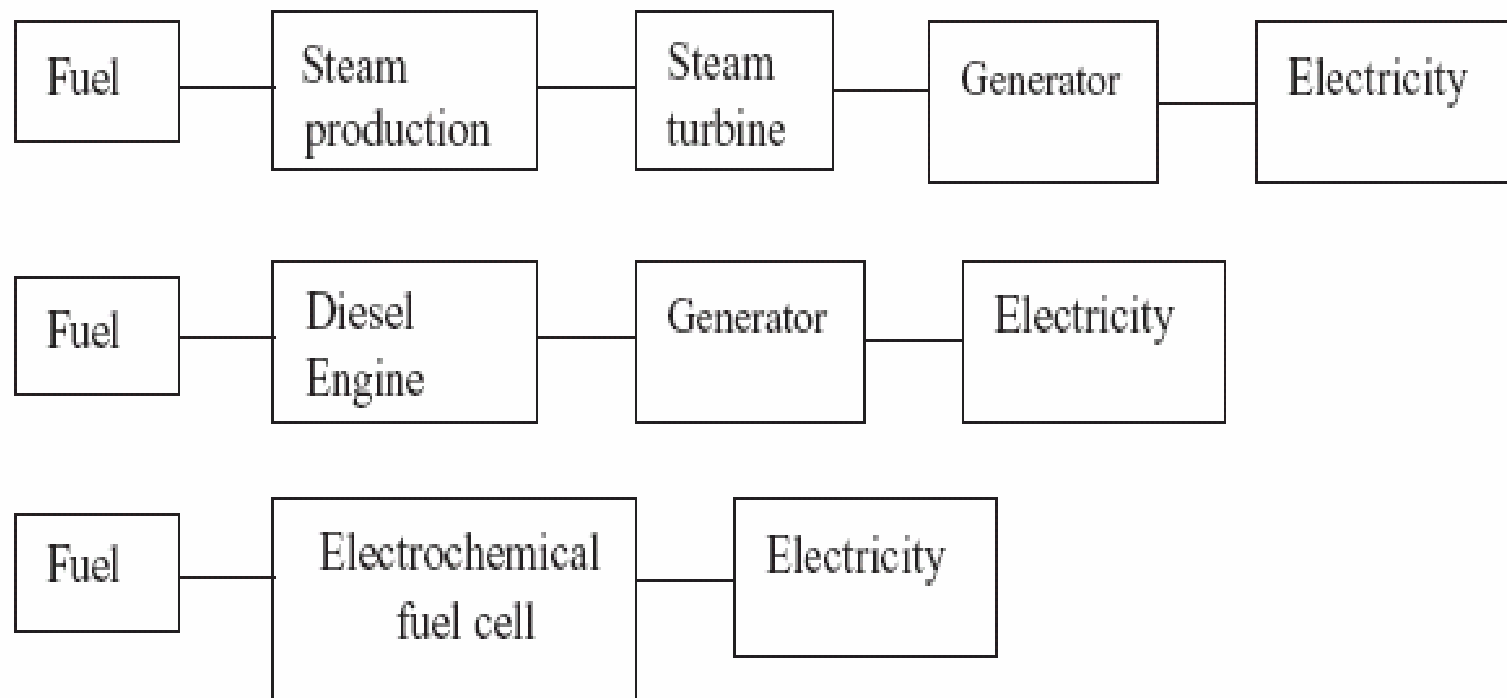 Fuel
Steam
production
Steam
turbine
Generator
Electricity
Fuel
Diesel
Engine
Generator
Electricity
Fuel
Electrochemical
fuel cell
Electricity